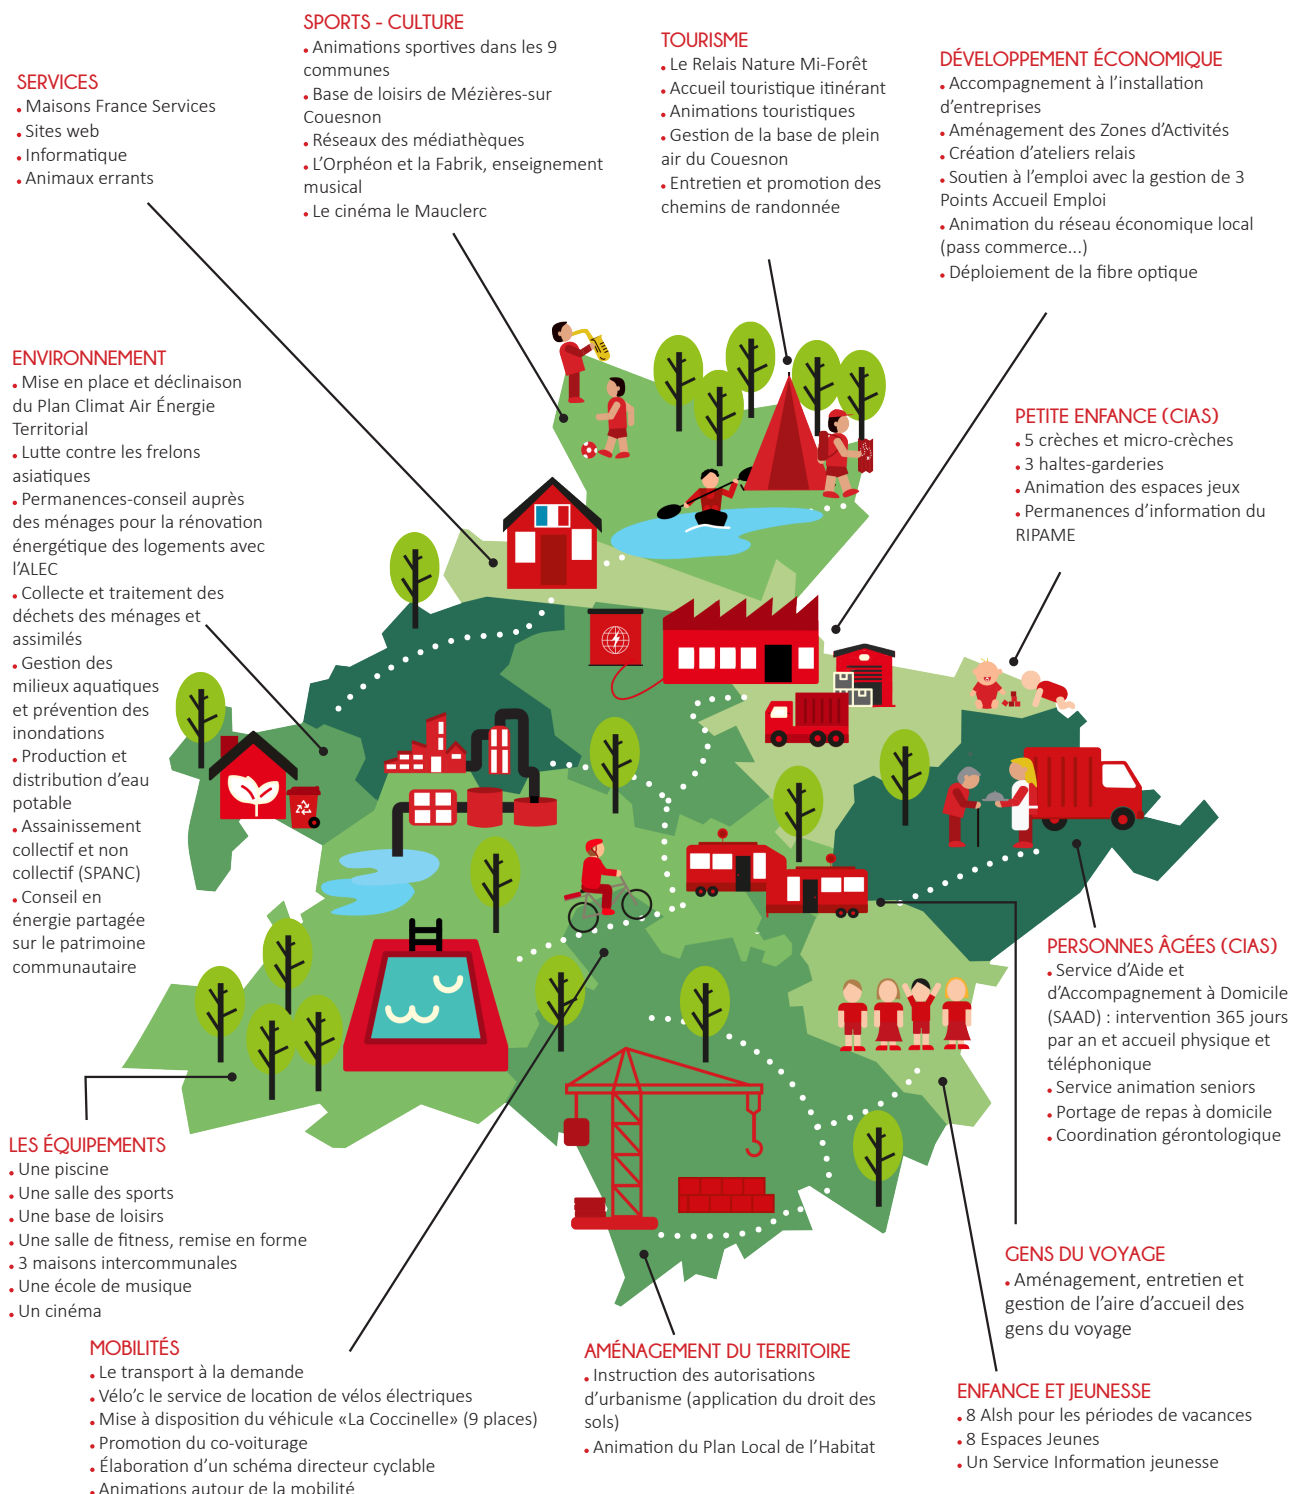 SERVICES
• Maisons France Services
• Sites web
• Informatique
• Animaux errants
SPORTS - CULTURE
• Animations sportives dans les 9
communes
• Base de loisirs de Mézières-sur
Couesnon
• Réseaux des médiathèques
• L’Orphéon et la Fabrik, enseignement
musical
• Le cinéma le Mauclerc
TOURISME
• Le Relais Nature Mi-Forêt
• Accueil touristique itinérant
• Animations touristiques
• Gestion de la base de plein
air du Couesnon
• Entretien et promotion des
chemins de randonnée
DÉVELOPPEMENT ÉCONOMIQUE
• Accompagnement à l’installation
d’entreprises
• Aménagement des Zones d’Activités
• Création d’ateliers relais
• Soutien à l’emploi avec la gestion de 3
Points Accueil Emploi
• Animation du réseau économique local
(pass commerce...)
• Déploiement de la fibre optique
ENVIRONNEMENT
• Mise en place et déclinaison
du Plan Climat Air Énergie
Territorial
• Lutte contre les frelons
asiatiques
• Permanences-conseil auprès
des ménages pour la rénovation
énergétique des logements avec
l’ALEC
• Collecte et traitement des
déchets des ménages et
assimilés
• Gestion des
milieux aquatiques
et prévention des
inondations
• Production et
distribution d’eau
potable
• Assainissement
collectif et non
collectif (SPANC)
• Conseil en
énergie partagée
sur le patrimoine
communautaire
PETITE ENFANCE (CIAS)
• 5 crèches et micro-crèches
• 3 haltes-garderies
• Animation des espaces jeux
• Permanences d’information du
RIPAME
PERSONNES ÂGÉES (CIAS)
• Service d’Aide et
d’Accompagnement à Domicile
(SAAD) : intervention 365 jours
par an et accueil physique et
téléphonique
• Service animation seniors
• Portage de repas à domicile
• Coordination gérontologique
LES ÉQUIPEMENTS
• Une piscine
• Une salle des sports
• Une base de loisirs
• Une salle de fitness, remise en forme
• 3 maisons intercommunales
• Une école de musique
• Un cinéma
GENS DU VOYAGE
• Aménagement, entretien et
gestion de l’aire d’accueil des
gens du voyage
MOBILITÉS
• Le transport à la demande
• Vélo’c le service de location de vélos électriques
• Mise à disposition du véhicule «La Coccinelle» (9 places)
• Promotion du co-voiturage
• Élaboration d’un schéma directeur cyclable
• Animations autour de la mobilité
AMÉNAGEMENT DU TERRITOIRE
• Instruction des autorisations
d’urbanisme (application du droit des
sols)
• Animation du Plan Local de l’Habitat
ENFANCE ET JEUNESSE
• 8 Alsh pour les périodes de vacances
• 8 Espaces Jeunes
• Un Service Information jeunesse